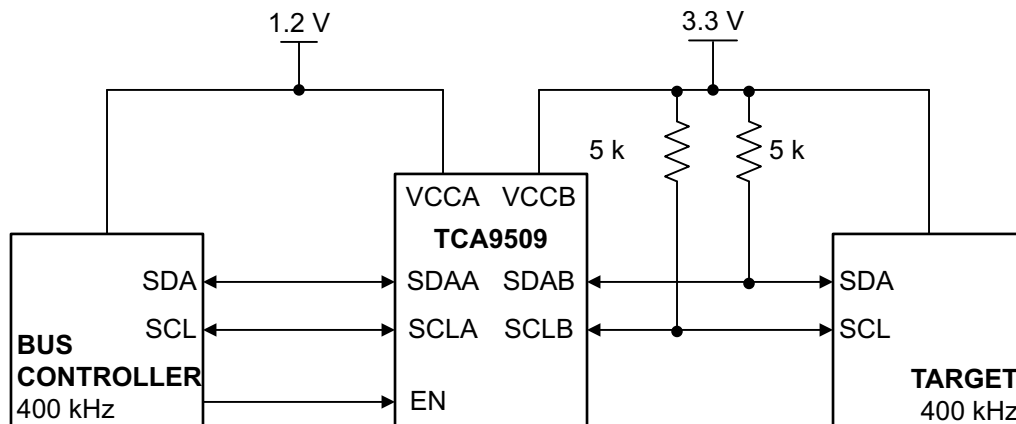 1.2 V
3.3 V
5 k
5 k
VCCA VCCB
TCA9509
SDA
SDAA SDAB
SDA
SCL
SCLA SCLB
SCL
BUS
CONTROLLER
400 kHz
EN
TARGET
400 kHz